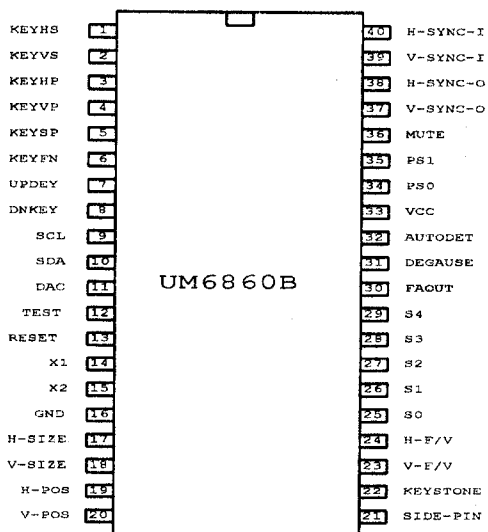 KEYHS 1 40 H-SYNC-I
KEYVS 2 39 V-SYNC-I
KEYHP 3 38 H-SYNC-O
KEYVP 4 37 V-SYNC-O
KEYSP 5 36 MUTE
KEYFN 6 35 PS1
UPDEY 7 34 PS0
DNKEY 8 33 VCC
SCL 9 32 AUTODET
SDA 10 31 DEGAUSE
DAC 11 UM6860B 30 FAOUT
TEST 12 29 S4
RESET 13 28 S3
X1 14 27 S2
X2 15 26 S1
GND 16 25 S0
H-SIZE 17 24 H-F/V
V-SIZE 18 23 V-F/V
H-POS 19 22 KEYSTONE
V-POS 20 21 SIDE-PIN